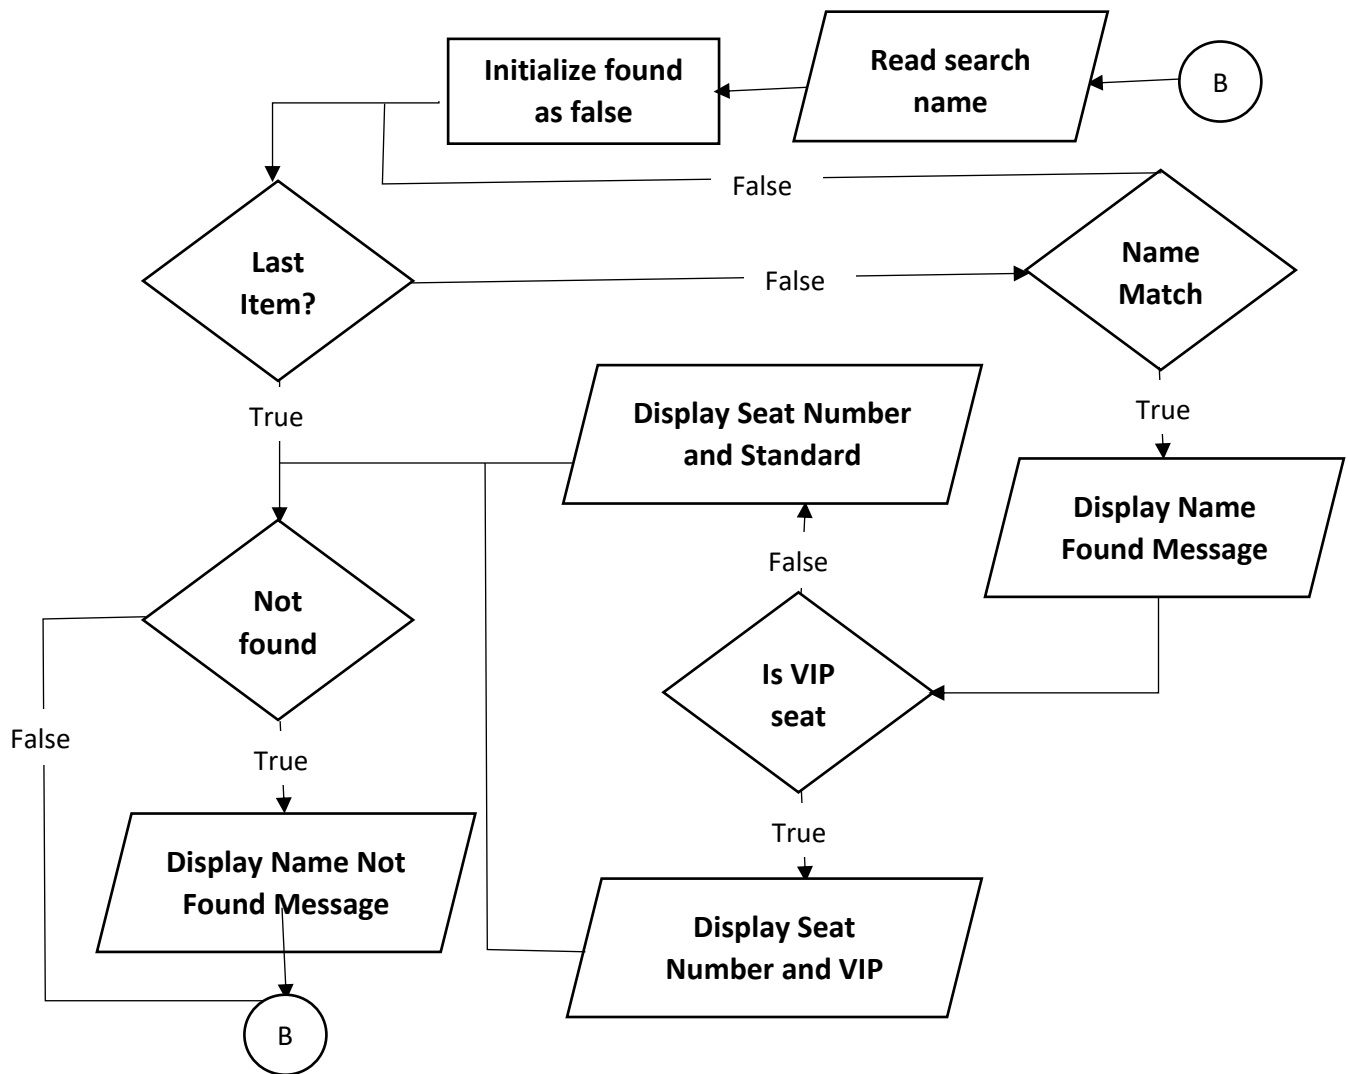 Initialize found
as false
Read search
name
B
False
Last
Item?
False
Name
Match
True
Display Seat Number
and Standard
True
Display Name
Found Message
False
Not
found
Is VIP
seat
False
True
True
Display Name Not
Found Message
Display Seat
Number and VIP
B